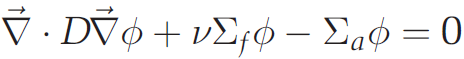 ∇⃗ · D∇⃗ϕ + νΣ_fϕ − Σ_aϕ = 0